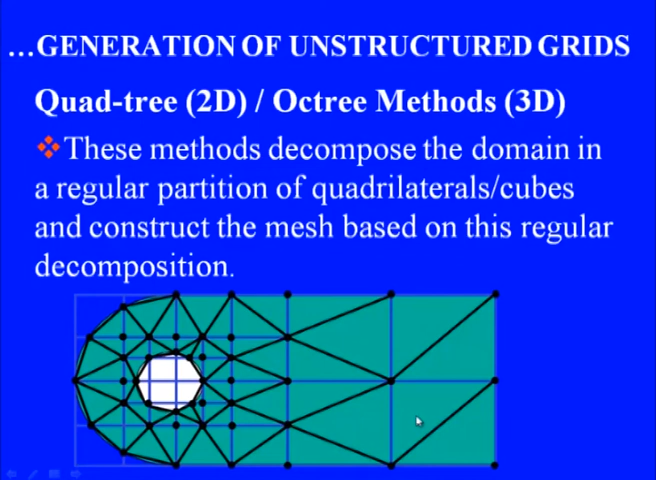 …GENERATION OF UNSTRUCTURED GRIDS
Quad-tree (2D) / Octree Methods (3D)
❖These methods decompose the domain in
a regular partition of quadrilaterals/cubes
and construct the mesh based on this regular
decomposition.